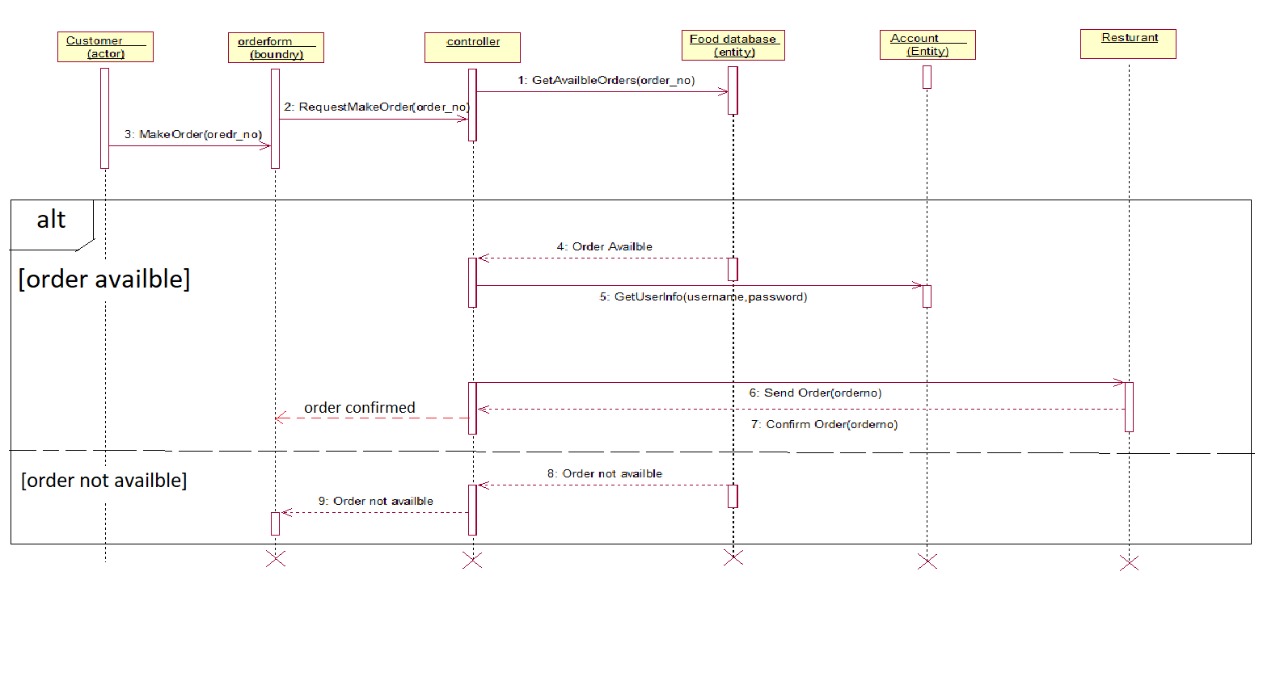 Customer
(actor)
orderform
(boundry)
controller
Food database
(entity)
Account
(Entity)
Resturant
1: GetAvailbleOrders(order_no)
2: RequestMakeOrder(order_no)
3: MakeOrder(oredr_no)
alt
4: Order Availble
[order availble]
5: GetUserInfo(username,password)
6: Send Order(orderno)
order confirmed
7: Confirm Order(orderno)
8: Order not availble
[order not availble]
9: Order not availble